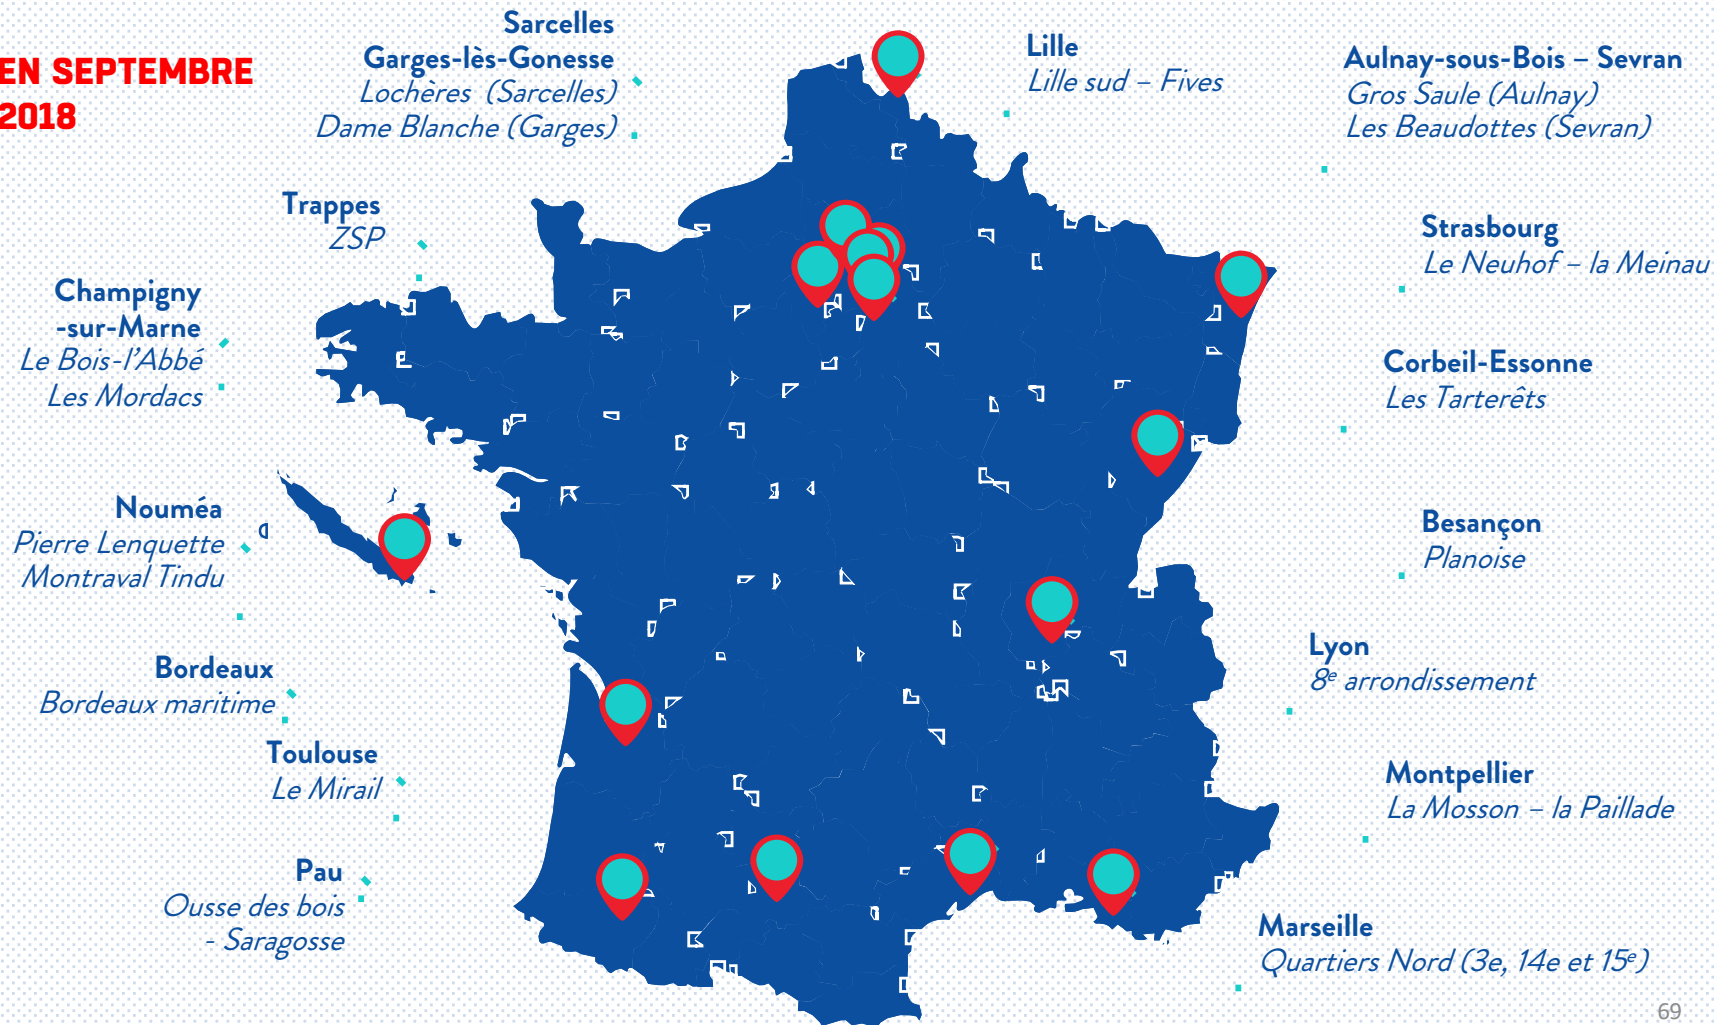 EN SEPTEMBRE
2018
Sarcelles
Garges-lès-Gonesse
Lochères (Sarcelles)
Dame Blanche (Garges)
Trappes
ZSP
Champigny
-sur-Marne
Le Bois-l'Abbé
Les Mordacs
Nouméa
Pierre Lenquette
Montraval Tindu
Bordeaux
Bordeaux maritime
Toulouse
Le Mirail
Pau
Ousse des bois
- Saragosse
Lille
Lille sud – Fives
Aulnay-sous-Bois – Sevran
Gros Saule (Aulnay)
Les Beaudottes (Sevran)
Strasbourg
Le Neuhof – la Meinau
Corbeil-Essonne
Les Tarterêts
Besançon
Planoise
Lyon
8e arrondissement
Montpellier
La Mosson – la Paillade
Marseille
Quartiers Nord (3e, 14e et 15e)
69